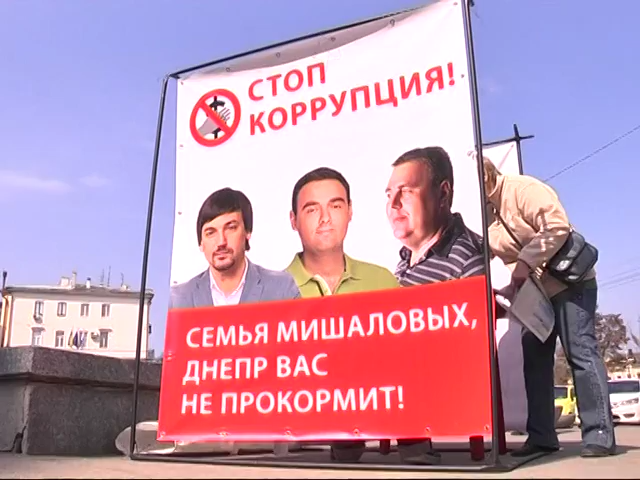 СТОП
КОРРУПЦИЯ!
СЕМЬЯ МИШАЛОВЫХ,
ДНЕПР ВАС
НЕ ПРОКОРМИТ!